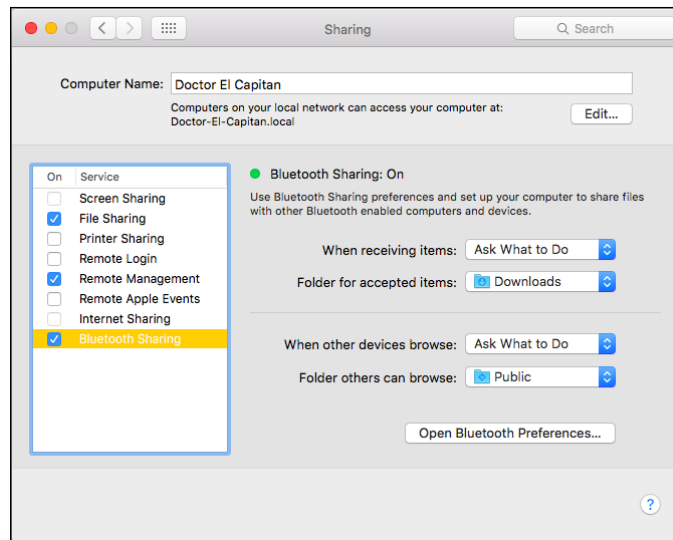 Sharing
Search
Computer Name: Doctor El Capitan
Computers on your local network can access your computer at:
Doctor-El-Capitan.local
Edit...
On Service
Screen Sharing
File Sharing
Printer Sharing
Remote Login
Remote Management
Remote Apple Events
Internet Sharing
Bluetooth Sharing
Bluetooth Sharing: On
Use Bluetooth Sharing preferences and set up your computer to share files
with other Bluetooth enabled computers and devices.
When receiving items: Ask What to Do
Folder for accepted items: Downloads
When other devices browse: Ask What to Do
Folder others can browse: Public
Open Bluetooth Preferences...
?